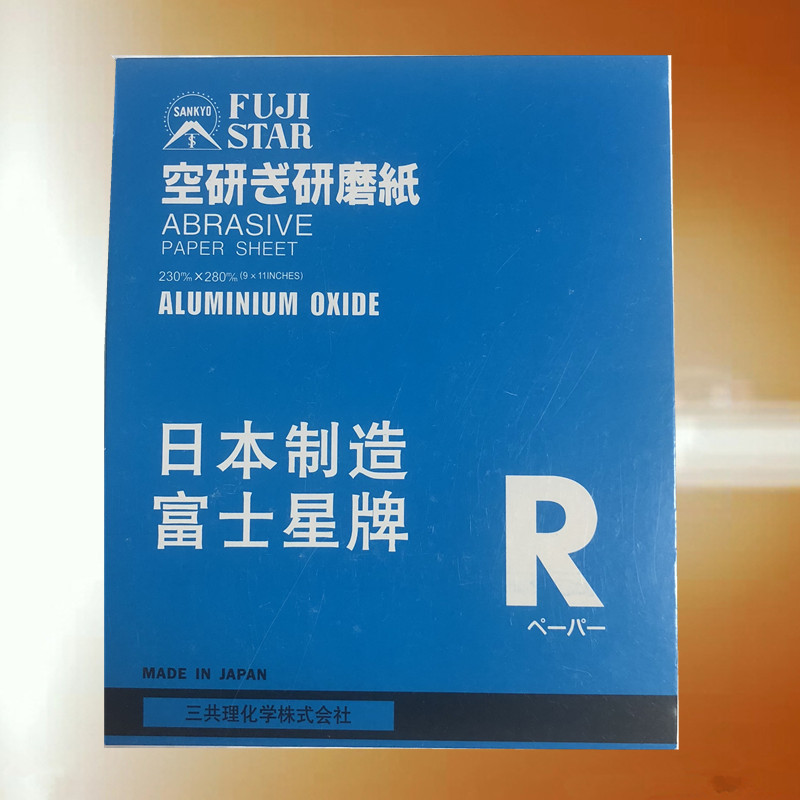 SANKYO
FUJI
STAR
空研ぎ研磨紙
ABRASIVE
PAPER SHEET
230㎜×280㎜ (9×11INCHES)
ALUMINIUM OXIDE
日本制造
富士星牌
R
ペーパー
MADE IN JAPAN
三共理化学株式会社